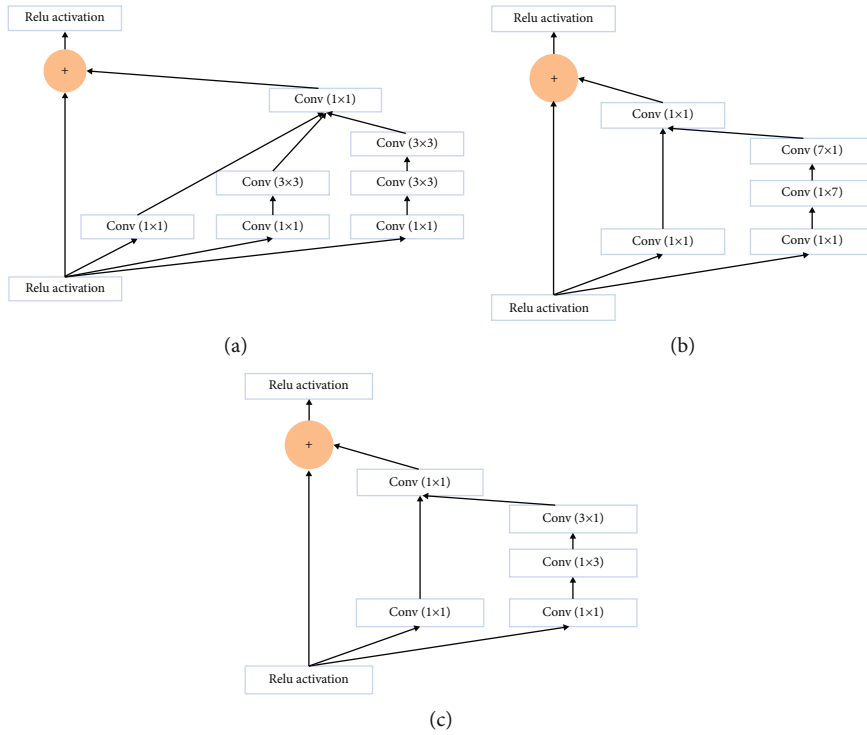 Relu activation
+
Conv (1×1)
Conv (3×3)
Conv (3×3)
Conv (3×3)
Conv (1×1)
Conv (1×1)
Conv (1×1)
Relu activation
(a)
Relu activation
+
Conv (1×1)
Conv (7×1)
Conv (1×7)
Conv (1×1)
Conv (1×1)
Relu activation
(b)
Relu activation
+
Conv (1×1)
Conv (3×1)
Conv (1×3)
Conv (1×1)
Conv (1×1)
Relu activation
(c)